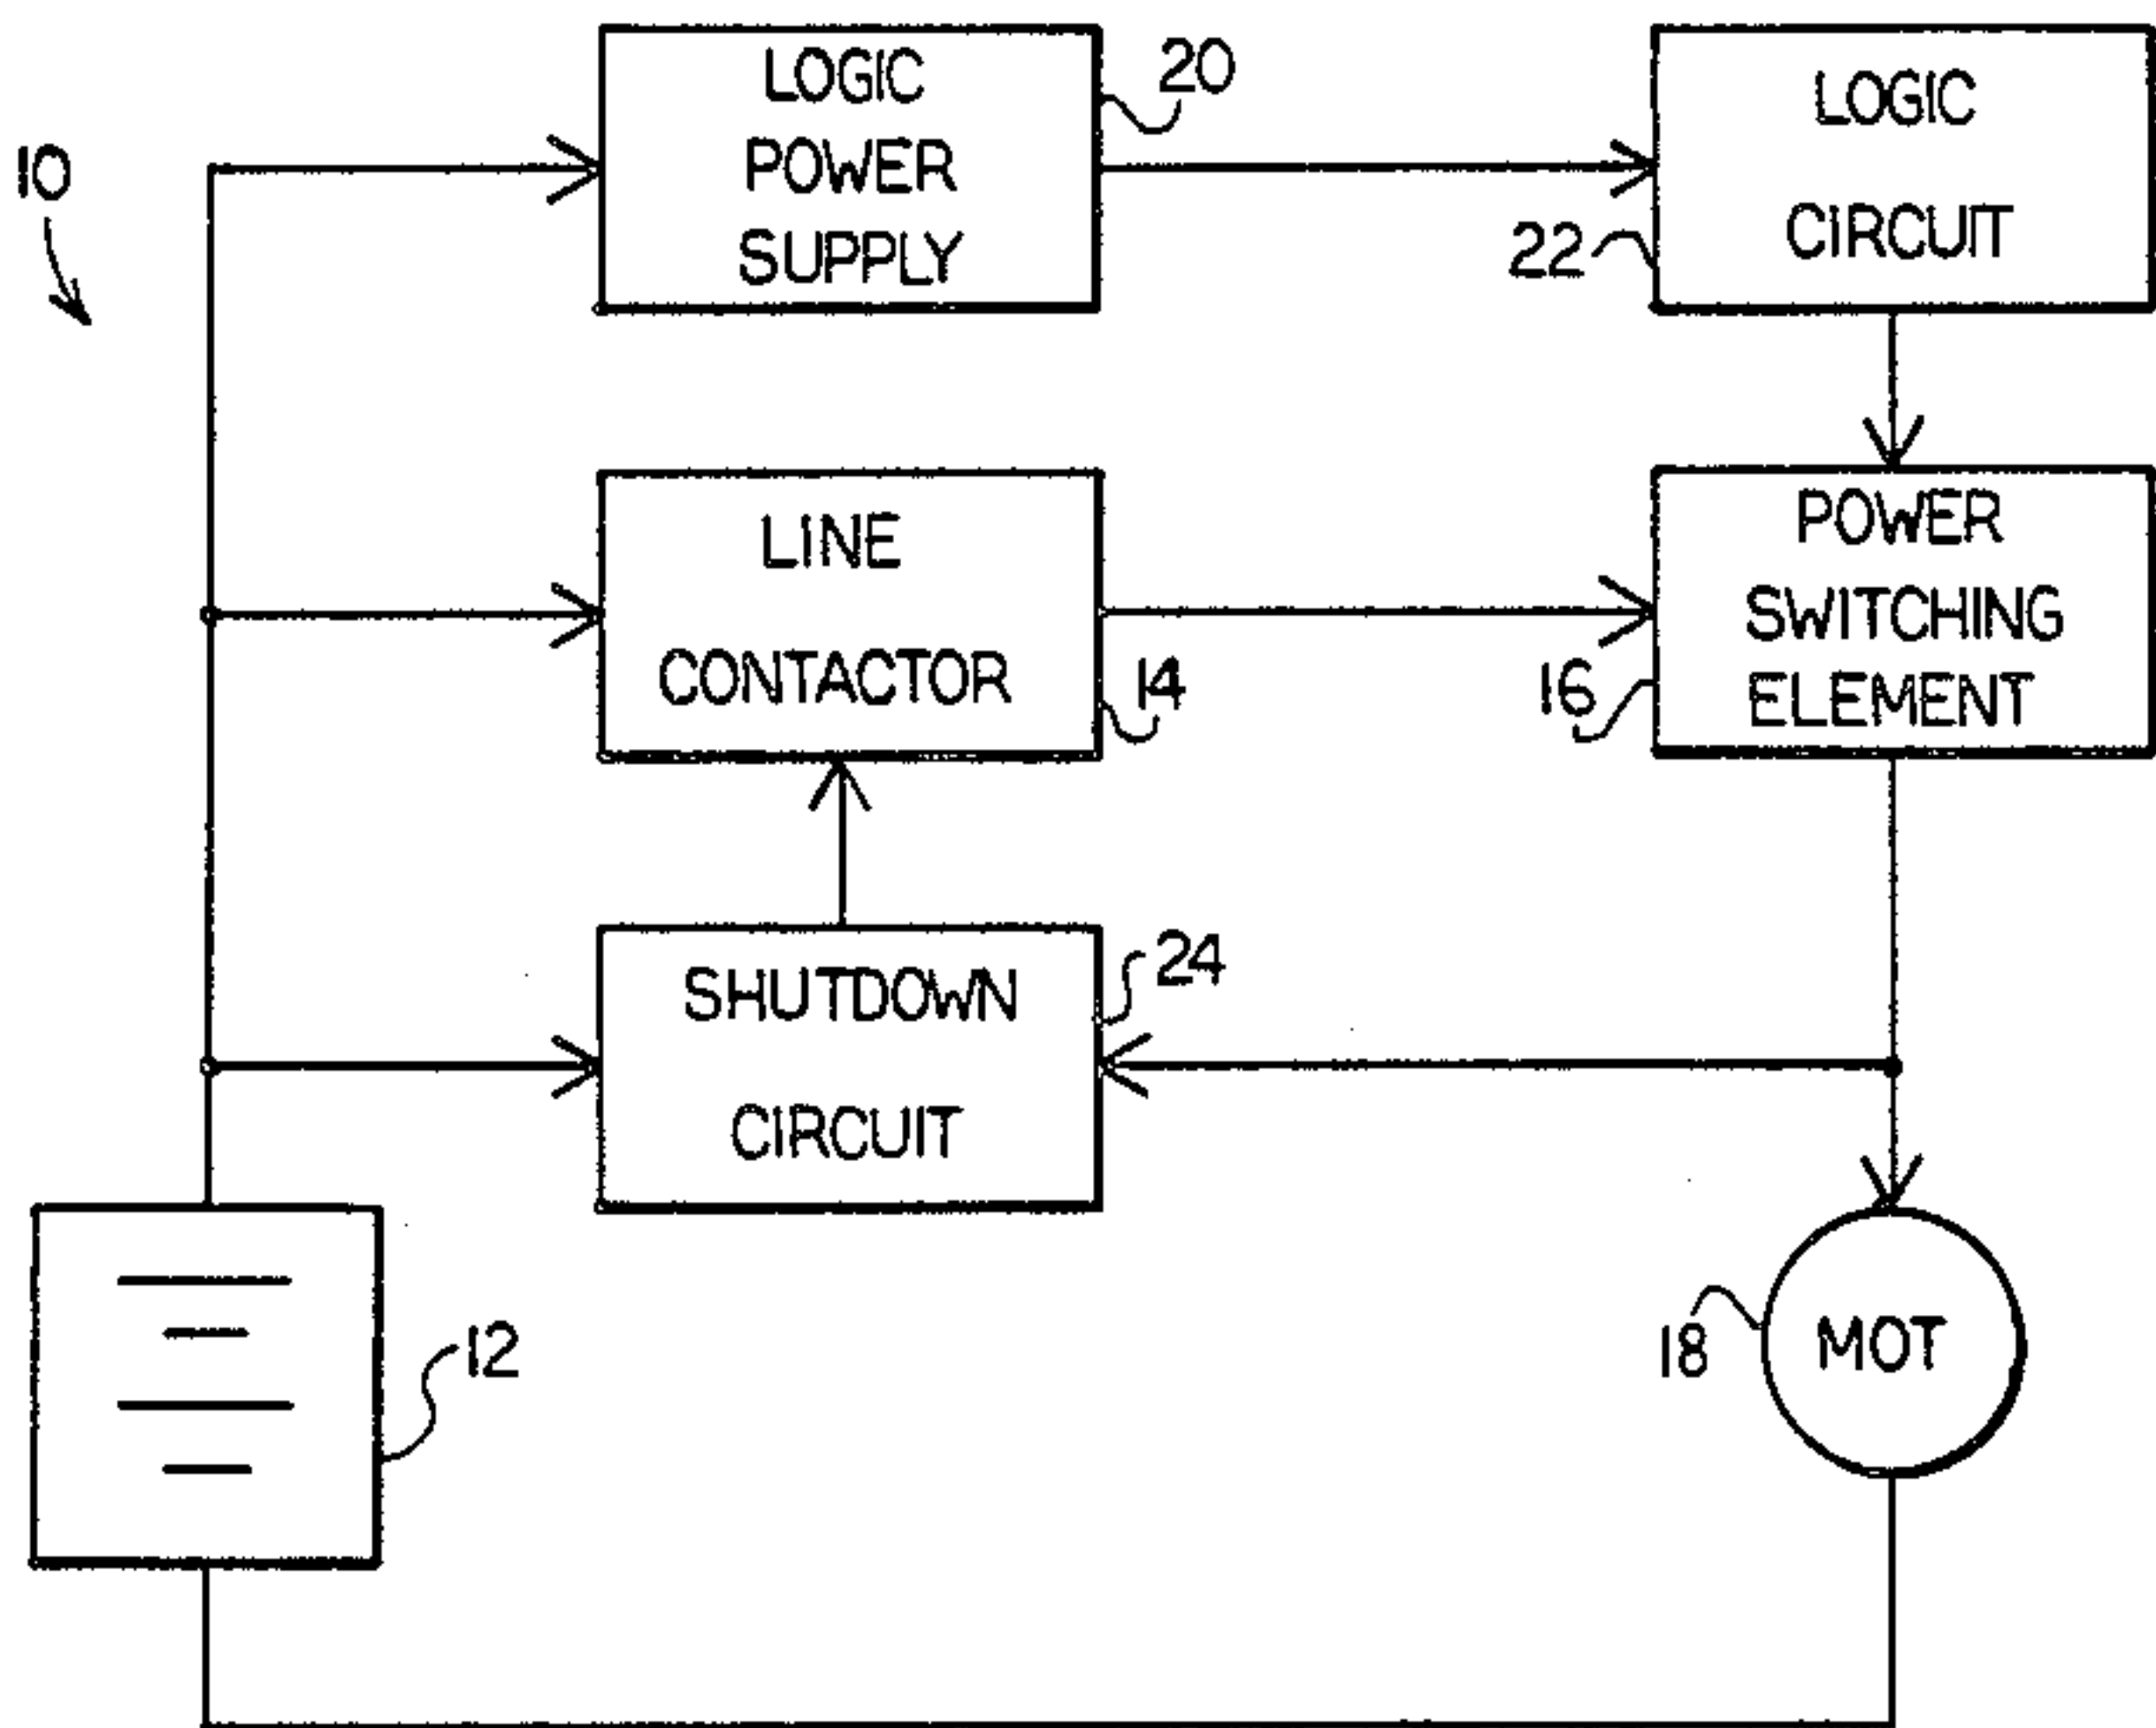 10
LOGIC
POWER
SUPPLY
20
LOGIC
CIRCUIT
22
LINE
CONTACTOR
14
POWER
SWITCHING
ELEMENT
16
SHUTDOWN
CIRCUIT
24
12
18
MOT